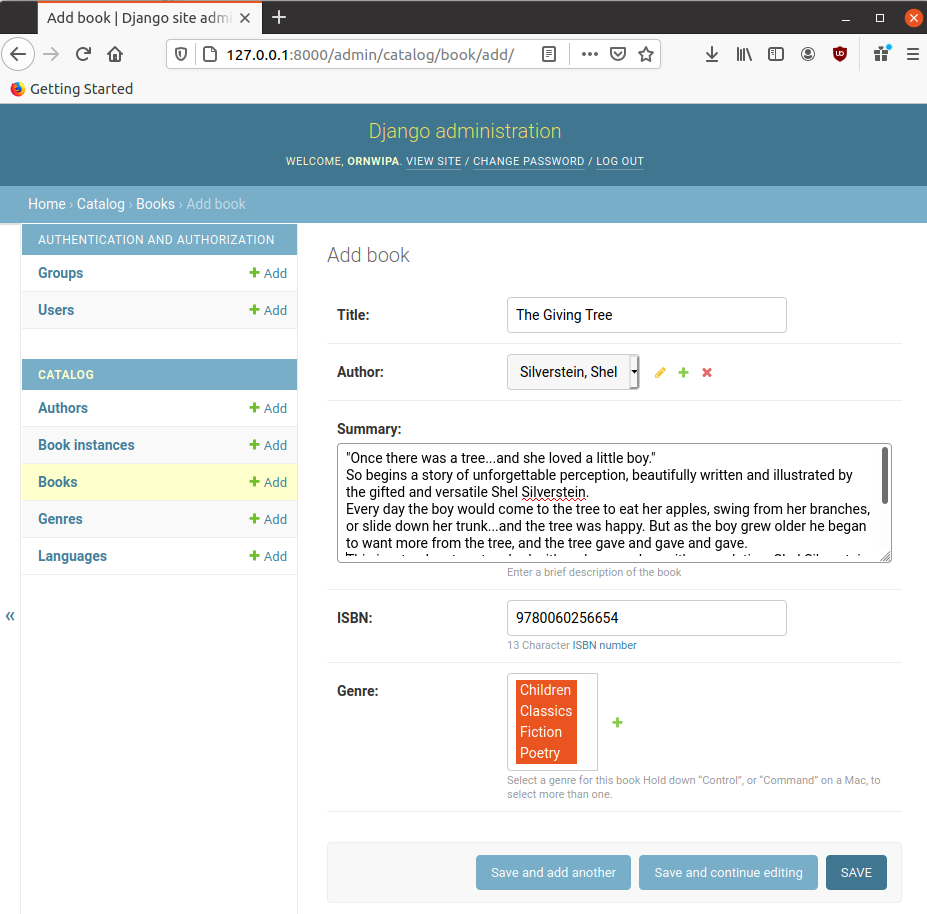 Add book | Django site admi
127.0.0.1:8000/admin/catalog/book/add/
Getting Started
Django administration
WELCOME, ORNWIPA. VIEW SITE / CHANGE PASSWORD / LOG OUT
Home › Catalog › Books › Add book
AUTHENTICATION AND AUTHORIZATION
Groups + Add
Users + Add
CATALOG
Authors + Add
Book instances + Add
Books + Add
Genres + Add
Languages + Add
«
Add book
Title: The Giving Tree
Author: Silverstein, Shel
Summary:
"Once there was a tree...and she loved a little boy."
So begins a story of unforgettable perception, beautifully written and illustrated by
the gifted and versatile Shel Silverstein.
Every day the boy would come to the tree to eat her apples, swing from her branches,
or slide down her trunk...and the tree was happy. But as the boy grew older he began
to want more from the tree, and the tree gave and gave and gave.
Enter a brief description of the book
ISBN: 9780060256654
13 Character ISBN number
Genre:
Children
Classics
Fiction
Poetry
Select a genre for this book Hold down “Control”, or “Command” on a Mac, to
select more than one.
Save and add another
Save and continue editing
SAVE